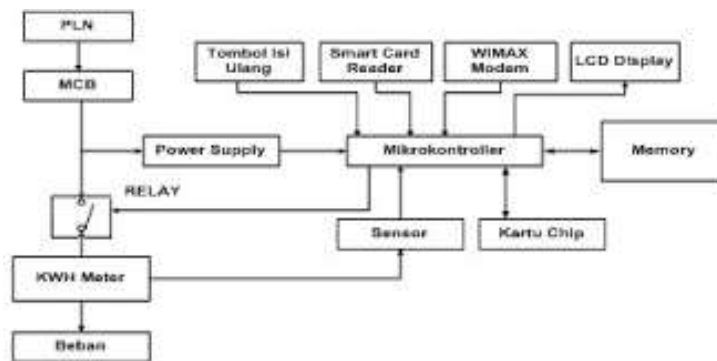 PLN
Tombol Isi
Ulang
Smart Card
Reader
WIMAX
Modem
LCD Display
MCB
Power Supply
Mikrokontroller
Memory
RELAY
Sensor
Kartu Chip
KWH Meter
Beban